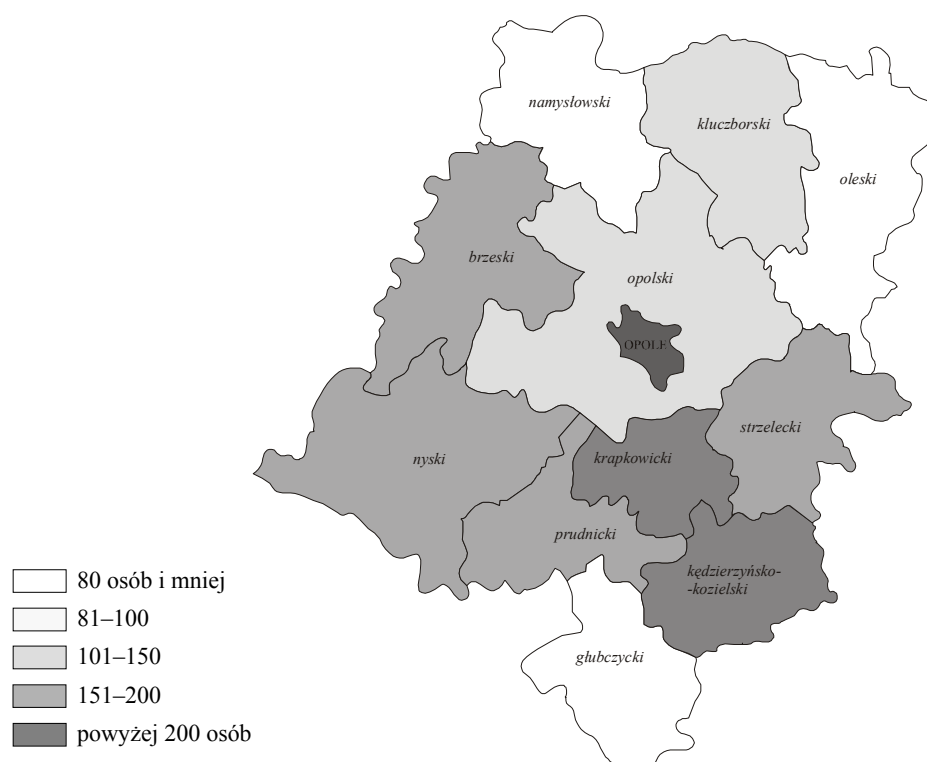 namysłowski
kluczborski
oleski
brzeski
opolski
OPOLE
strzelecki
nyski
krapkowicki
prudnicki
kędzierzyńsko-
-kozielski
głubczycki
80 osób i mniej
81–100
101–150
151–200
powyżej 200 osób